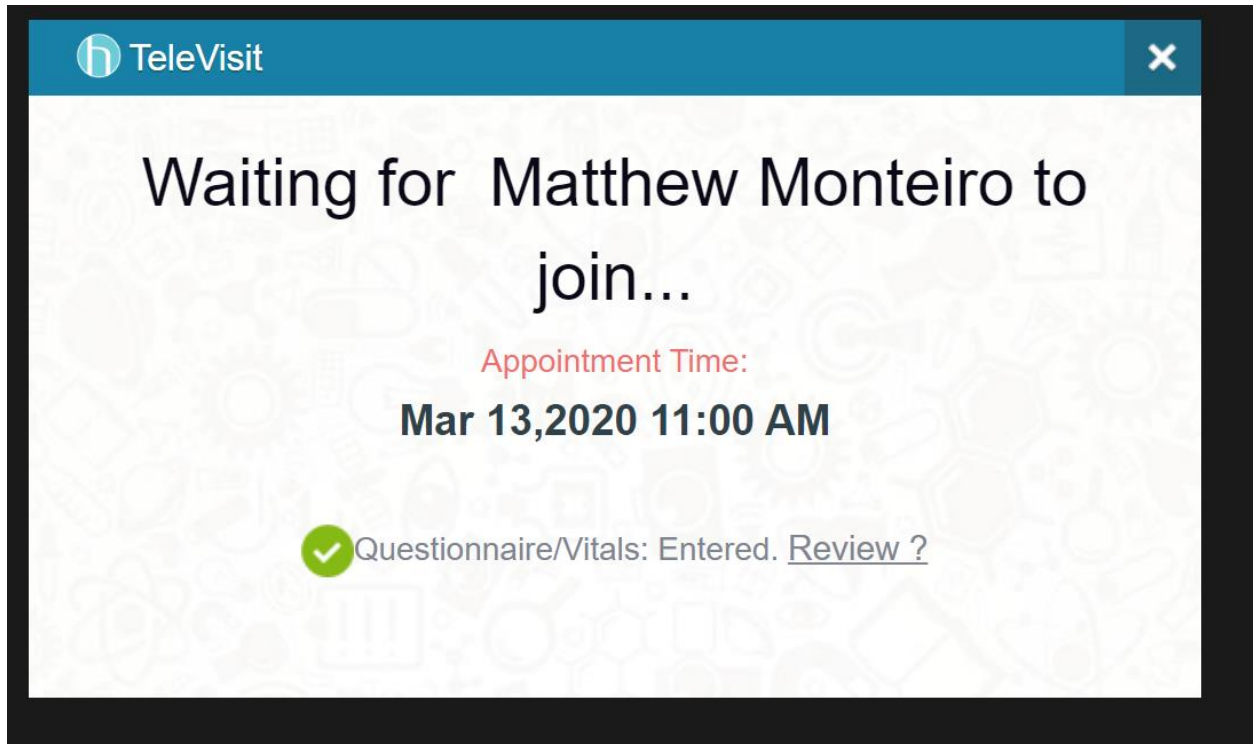 TeleVisit
Waiting for  Matthew Monteiro to
join...
Appointment Time:
Mar 13,2020 11:00 AM
Questionnaire/Vitals: Entered. Review ?